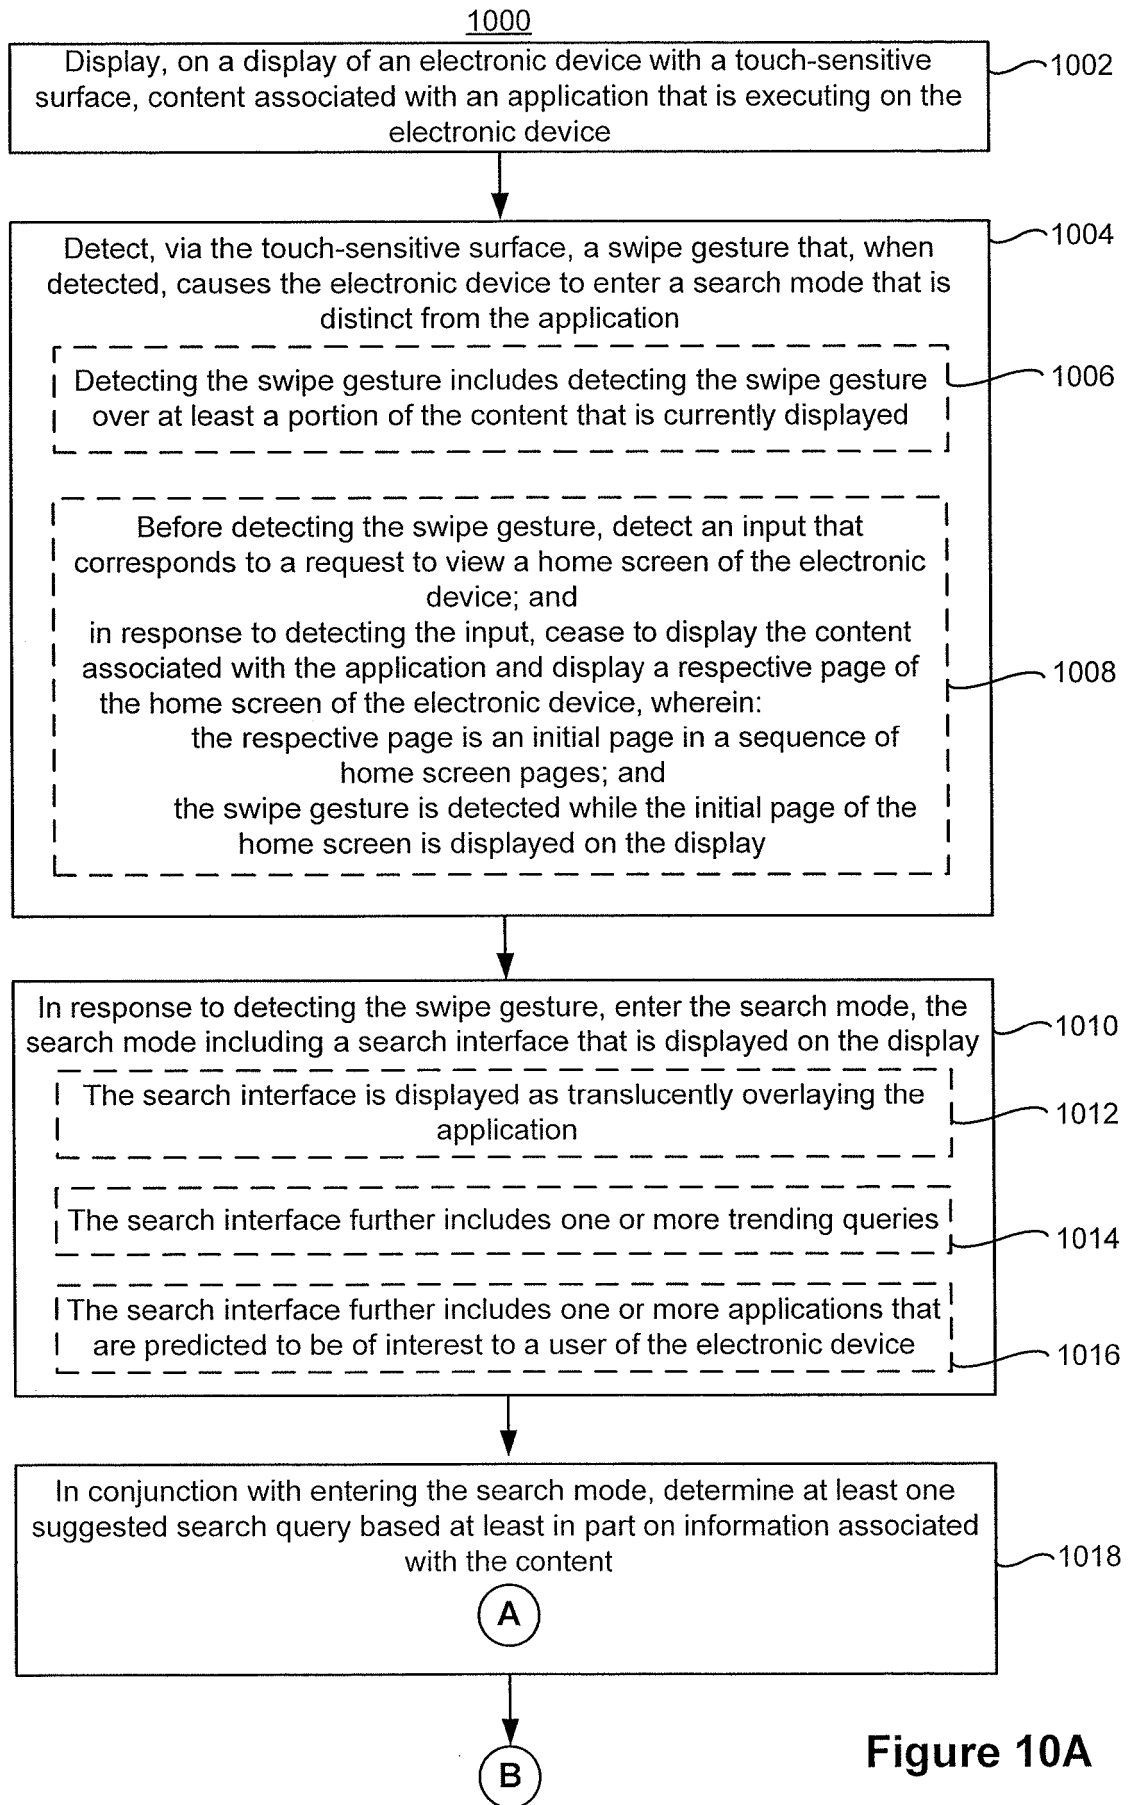 1000
Display, on a display of an electronic device with a touch-sensitive
surface, content associated with an application that is executing on the
electronic device
1002
Detect, via the touch-sensitive surface, a swipe gesture that, when
detected, causes the electronic device to enter a search mode that is
distinct from the application
1004
Detecting the swipe gesture includes detecting the swipe gesture
over at least a portion of the content that is currently displayed
1006
Before detecting the swipe gesture, detect an input that
corresponds to a request to view a home screen of the electronic
device; and
in response to detecting the input, cease to display the content
associated with the application and display a respective page of
the home screen of the electronic device, wherein:
the respective page is an initial page in a sequence of
home screen pages; and
the swipe gesture is detected while the initial page of the
home screen is displayed on the display
1008
In response to detecting the swipe gesture, enter the search mode, the
search mode including a search interface that is displayed on the display
1010
The search interface is displayed as translucently overlaying the
application
1012
The search interface further includes one or more trending queries
1014
The search interface further includes one or more applications that
are predicted to be of interest to a user of the electronic device
1016
In conjunction with entering the search mode, determine at least one
suggested search query based at least in part on information associated
with the content
1018
A
B
Figure 10A